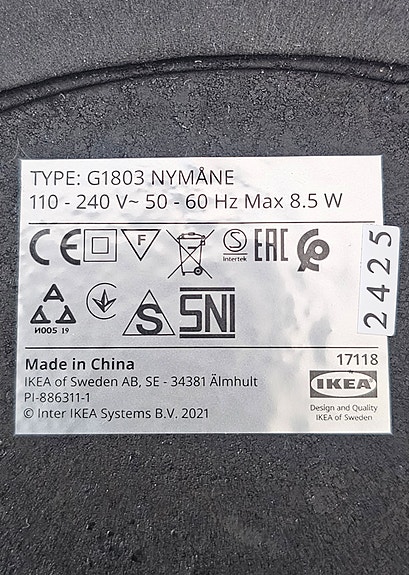 TYPE: G1803 NYMÅNE
110 - 240 V~ 50 - 60 Hz Max 8.5 W
CE F S Intertek EAC
И005 19 S SNI
2425
Made in China 17118
IKEA of Sweden AB, SE - 34381 Älmhult
PI-886311-1
© Inter IKEA Systems B.V. 2021
IKEA
Design and Quality
IKEA of Sweden